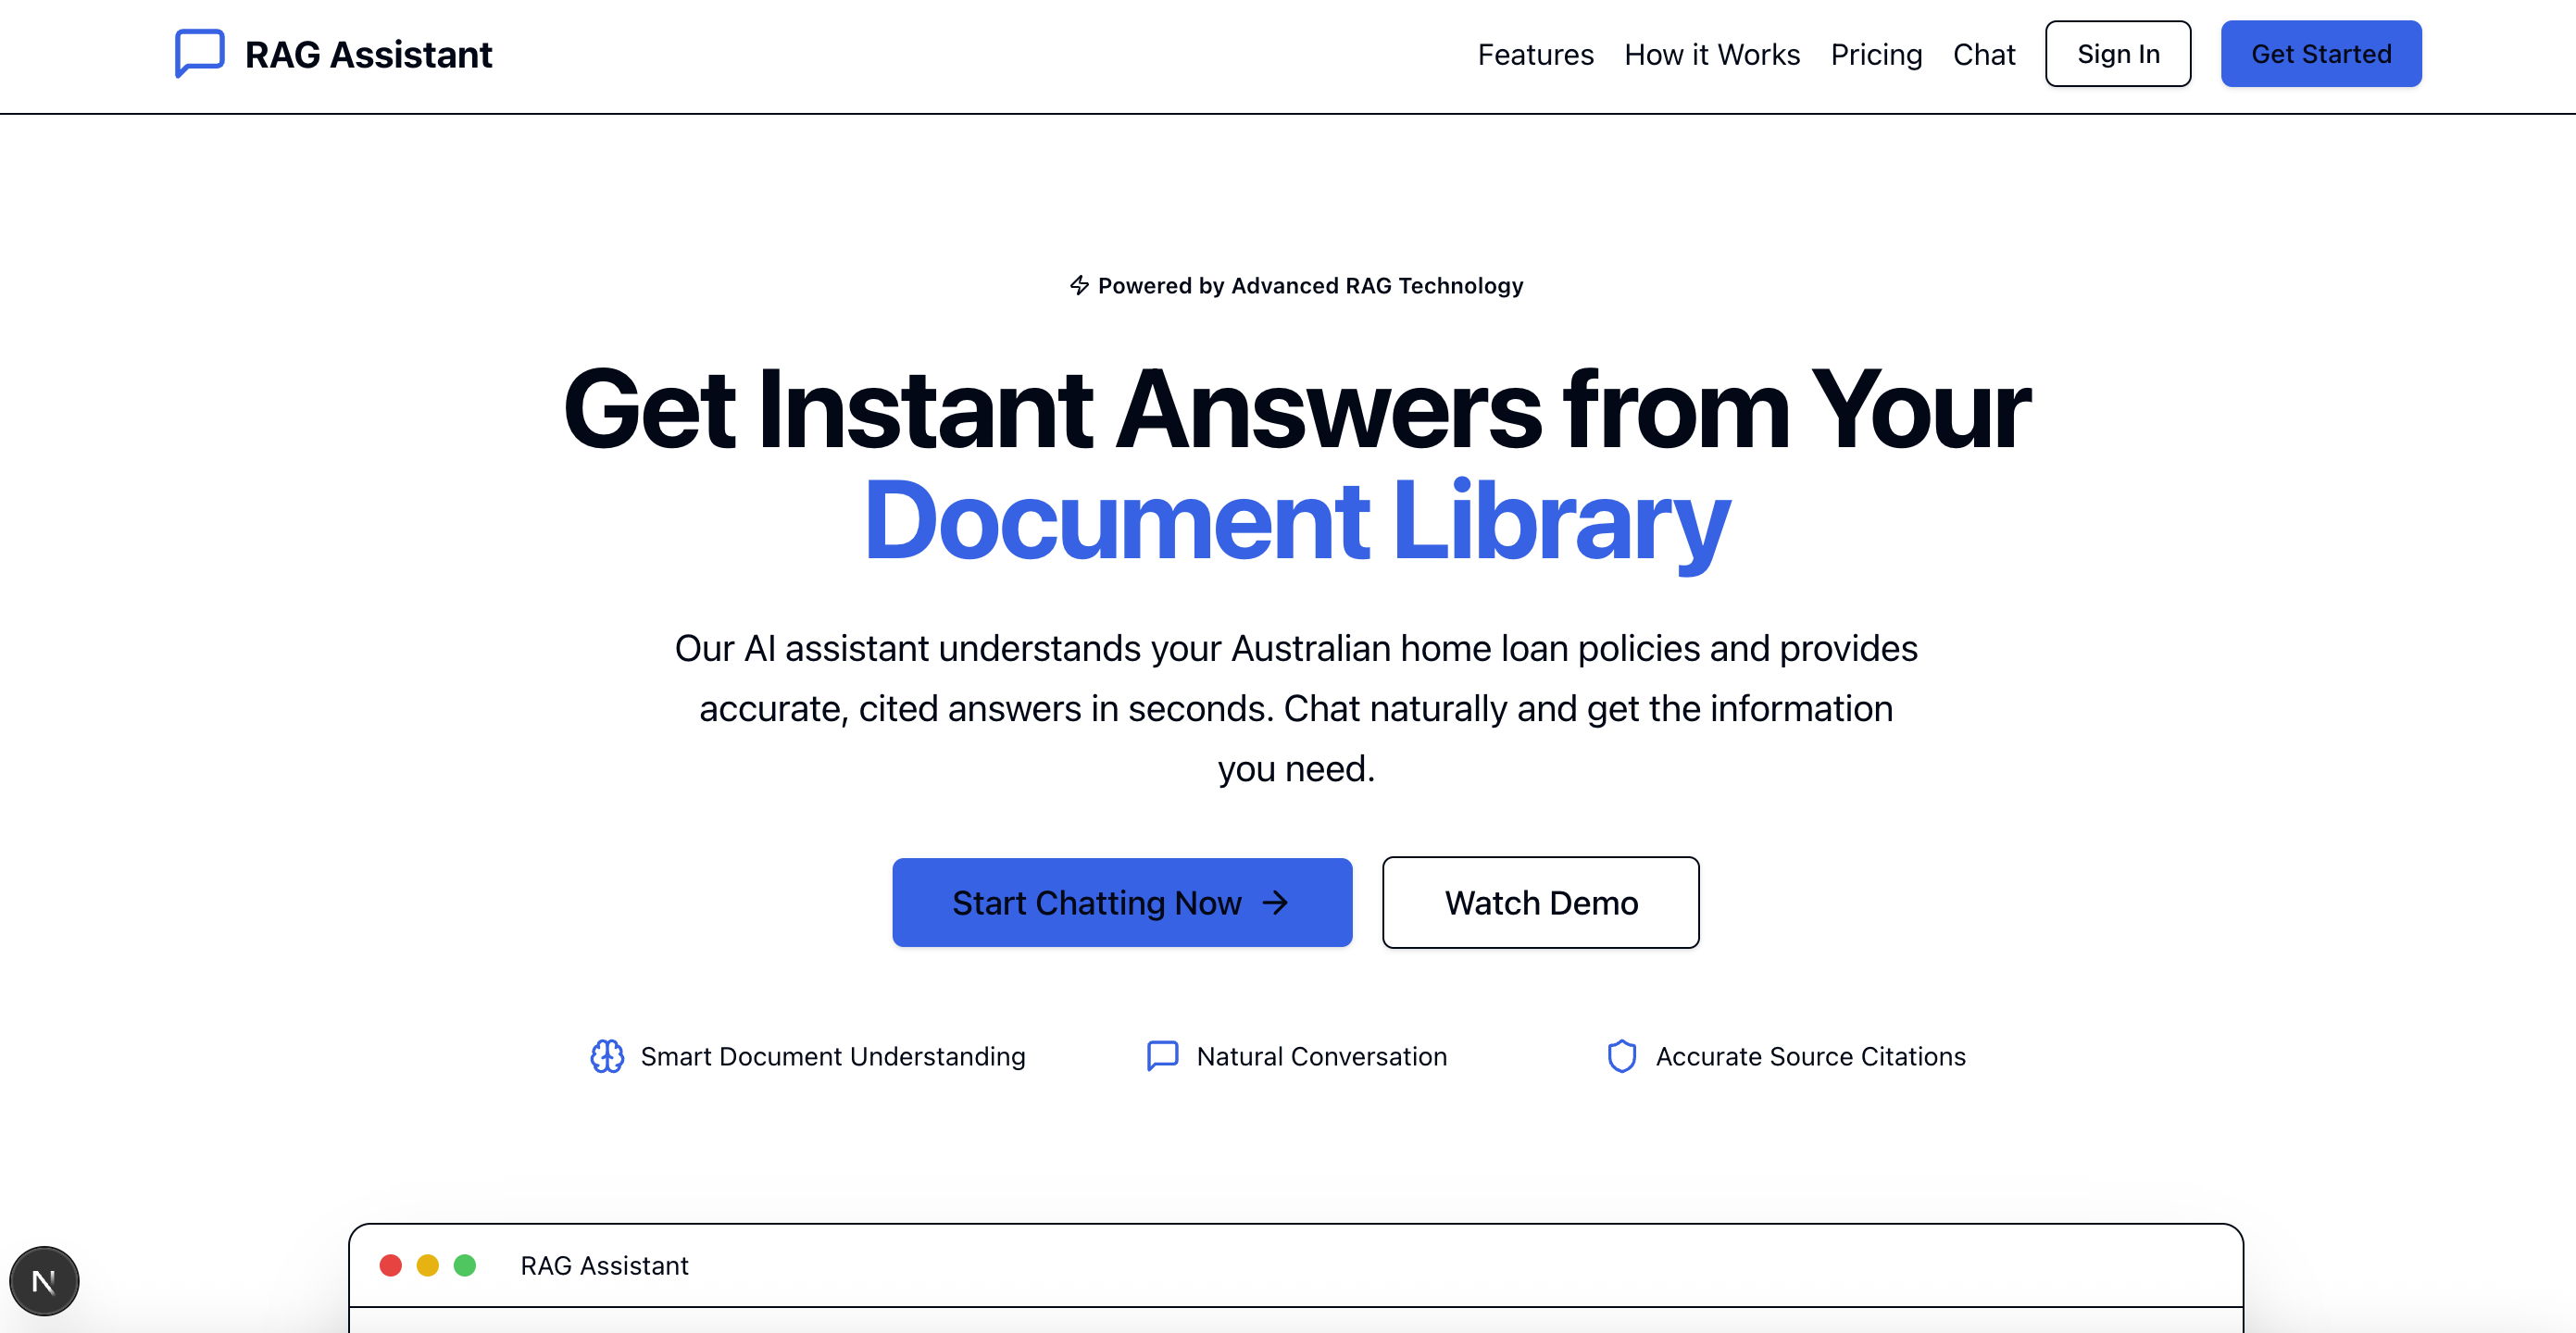 RAG Assistant
Features
How it Works
Pricing
Chat
Sign In
Get Started
Powered by Advanced RAG Technology
Get Instant Answers from Your
Document Library
Our AI assistant understands your Australian home loan policies and provides
accurate, cited answers in seconds. Chat naturally and get the information
you need.
Start Chatting Now
Watch Demo
Smart Document Understanding
Natural Conversation
Accurate Source Citations
RAG Assistant
N